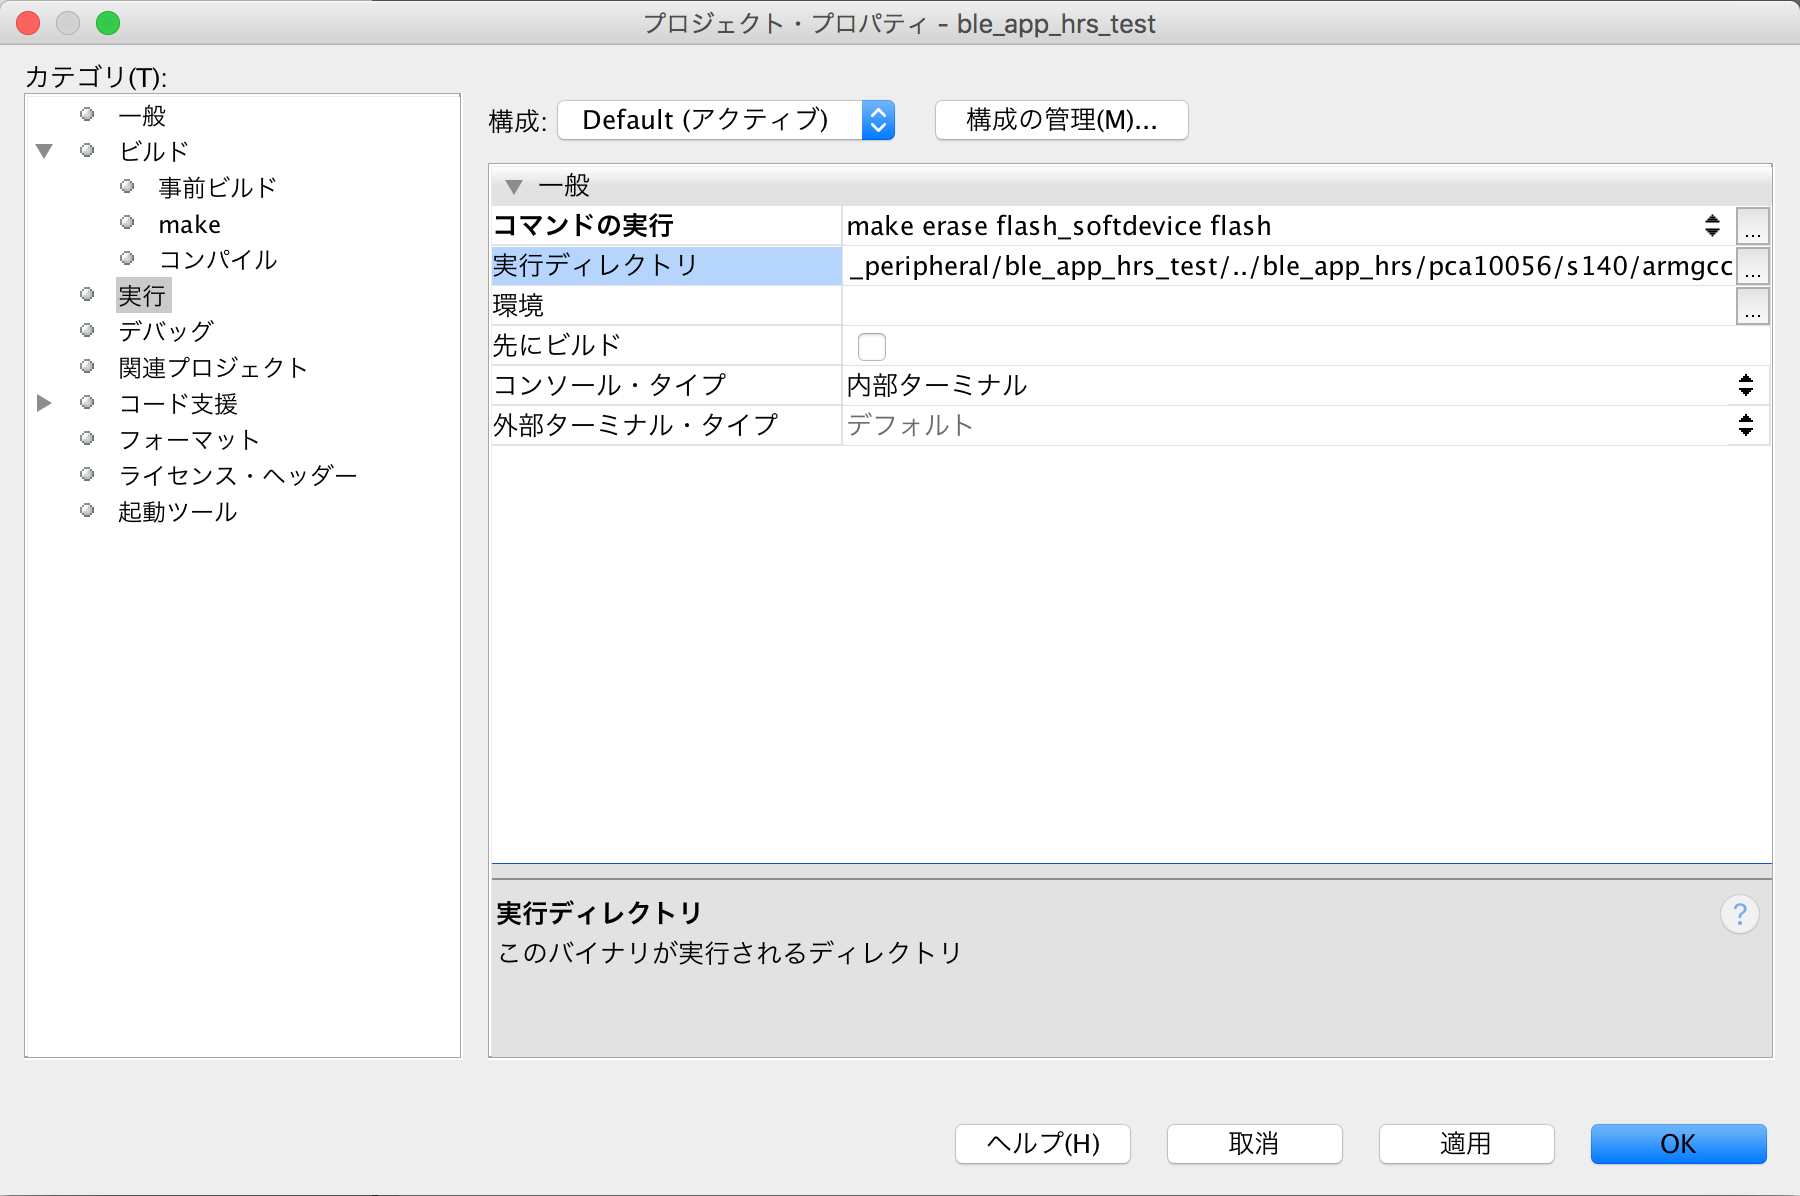 プロジェクト・プロパティ - ble_app_hrs_test
カテゴリ(T):
一般
ビルド
事前ビルド
make
コンパイル
実行
デバッグ
関連プロジェクト
コード支援
フォーマット
ライセンス・ヘッダー
起動ツール
構成: Default (アクティブ) 構成の管理(M)...
一般
コマンドの実行 make erase flash_softdevice flash ...
実行ディレクトリ _peripheral/ble_app_hrs_test/../ble_app_hrs/pca10056/s140/armgcc ...
環境 ...
先にビルド
コンソール・タイプ 内部ターミナル
外部ターミナル・タイプ デフォルト
実行ディレクトリ ?
このバイナリが実行されるディレクトリ
ヘルプ(H) 取消 適用 OK